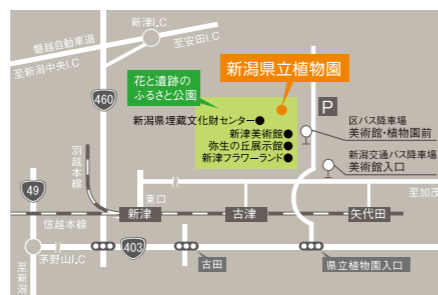 新津I.C
磐越自動車道
至安田I.C
至新潟中央I.C
新潟県立植物園
花と遺跡の
ふるさと公園
460
P
新潟県埋蔵文化財センター●
区バス降車場
美術館・植物園前
新津美術館●
弥生の丘展示館●
新津フラワーランド●
新潟交通バス降車場
美術館入口
羽越本線
49
東口
至加茂
新津
古津
矢代田
信越本線
403
茅野山I.C
古田
県立植物園入口
至新潟